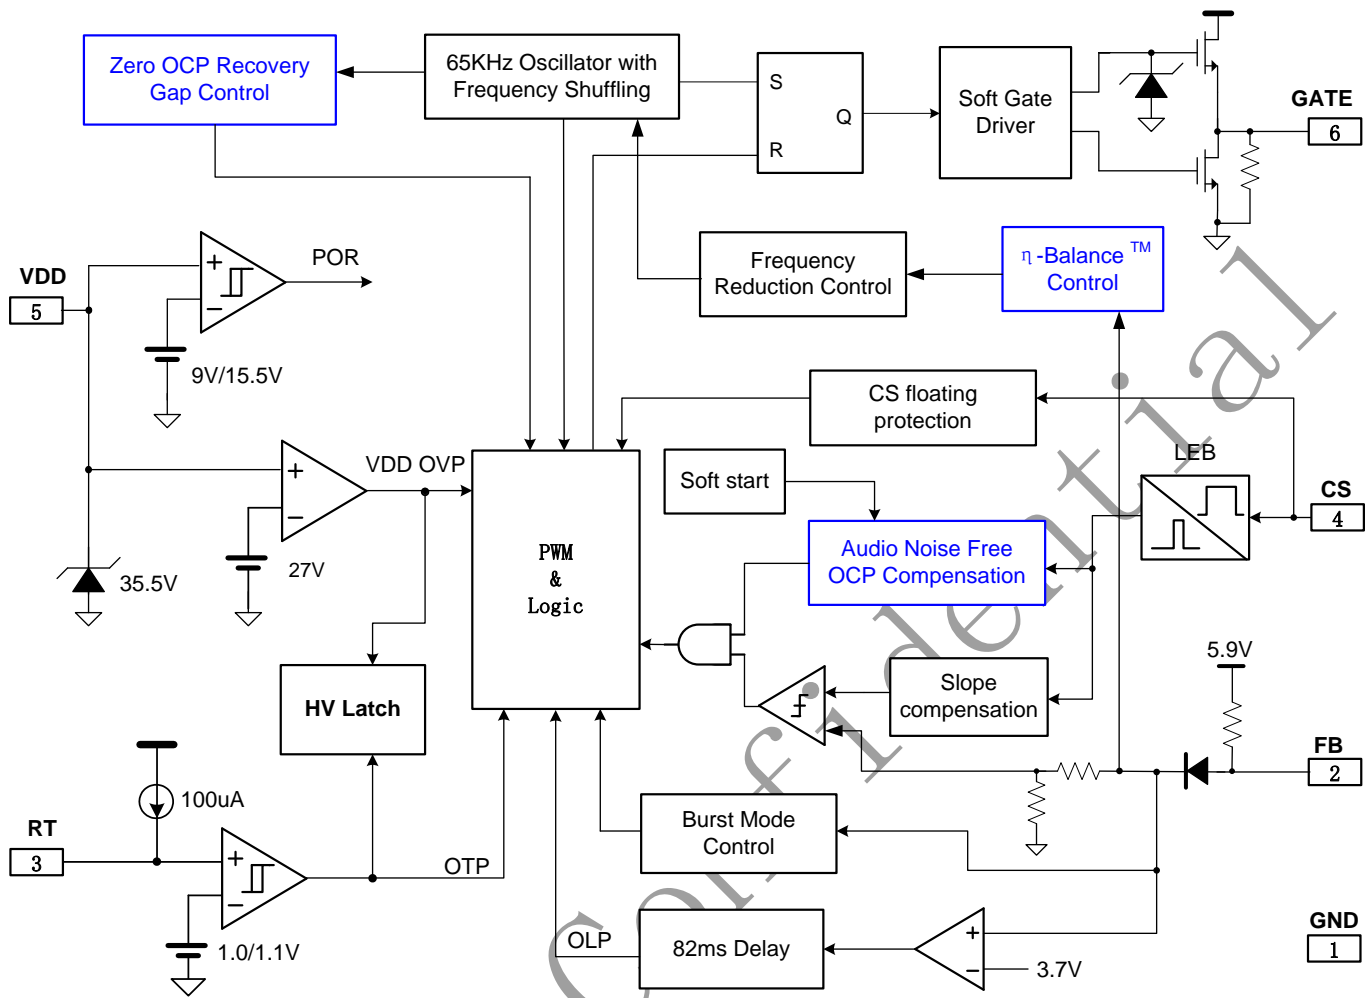 Zero OCP Recovery
Gap Control
65KHz Oscillator with
Frequency Shuffling
S
R
Q
Soft Gate
Driver
GATE
6
VDD
5
POR
9V/15.5V
Frequency
Reduction Control
η-Balance TM
Control
CS floating
protection
LEB
CS
4
VDD OVP
27V
35.5V
Soft start
Audio Noise Free
OCP Compensation
PWM
&
Logic
HV Latch
Slope
compensation
5.9V
FB
2
100uA
RT
3
OTP
1.0/1.1V
Burst Mode
Control
OLP
82ms Delay
3.7V
GND
1
Confidential